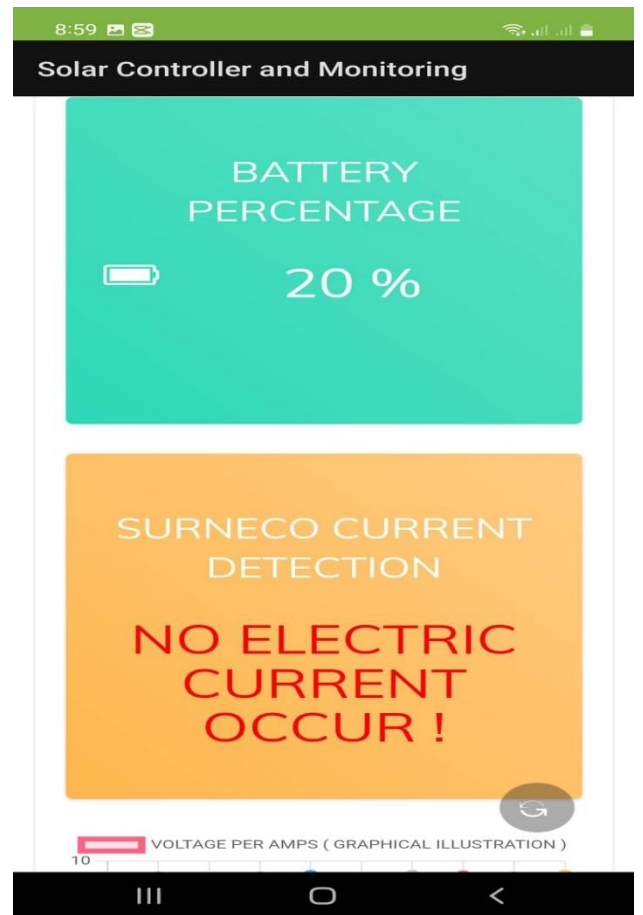 8:59
Solar Controller and Monitoring
BATTERY
PERCENTAGE
20 %
SURNECO CURRENT
DETECTION
NO ELECTRIC
CURRENT
OCCUR !
VOLTAGE PER AMPS ( GRAPHICAL ILLUSTRATION )
10